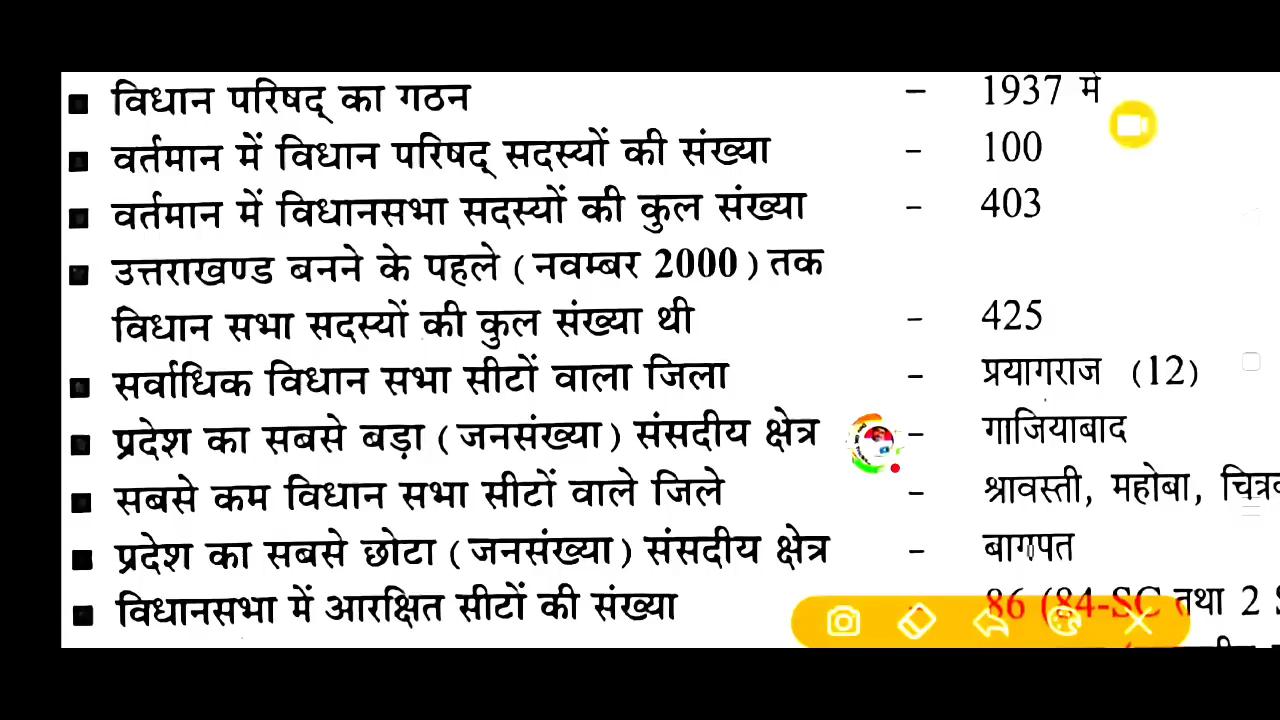 ▪ विधान परिषद् का गठन - 1937 में
▪ वर्तमान में विधान परिषद् सदस्यों की संख्या - 100
▪ वर्तमान में विधानसभा सदस्यों की कुल संख्या - 403
▪ उत्तराखण्ड बनने के पहले (नवम्बर 2000) तक
विधान सभा सदस्यों की कुल संख्या थी - 425
▪ सर्वाधिक विधान सभा सीटों वाला जिला - प्रयागराज (12)
▪ प्रदेश का सबसे बड़ा (जनसंख्या) संसदीय क्षेत्र - गाजियाबाद
▪ सबसे कम विधान सभा सीटों वाले जिले - श्रावस्ती, महोबा,
▪ प्रदेश का सबसे छोटा (जनसंख्या) संसदीय क्षेत्र - बागपत
▪ विधानसभा में आरक्षित सीटों की संख्या - 86 (84-SC तथा 2